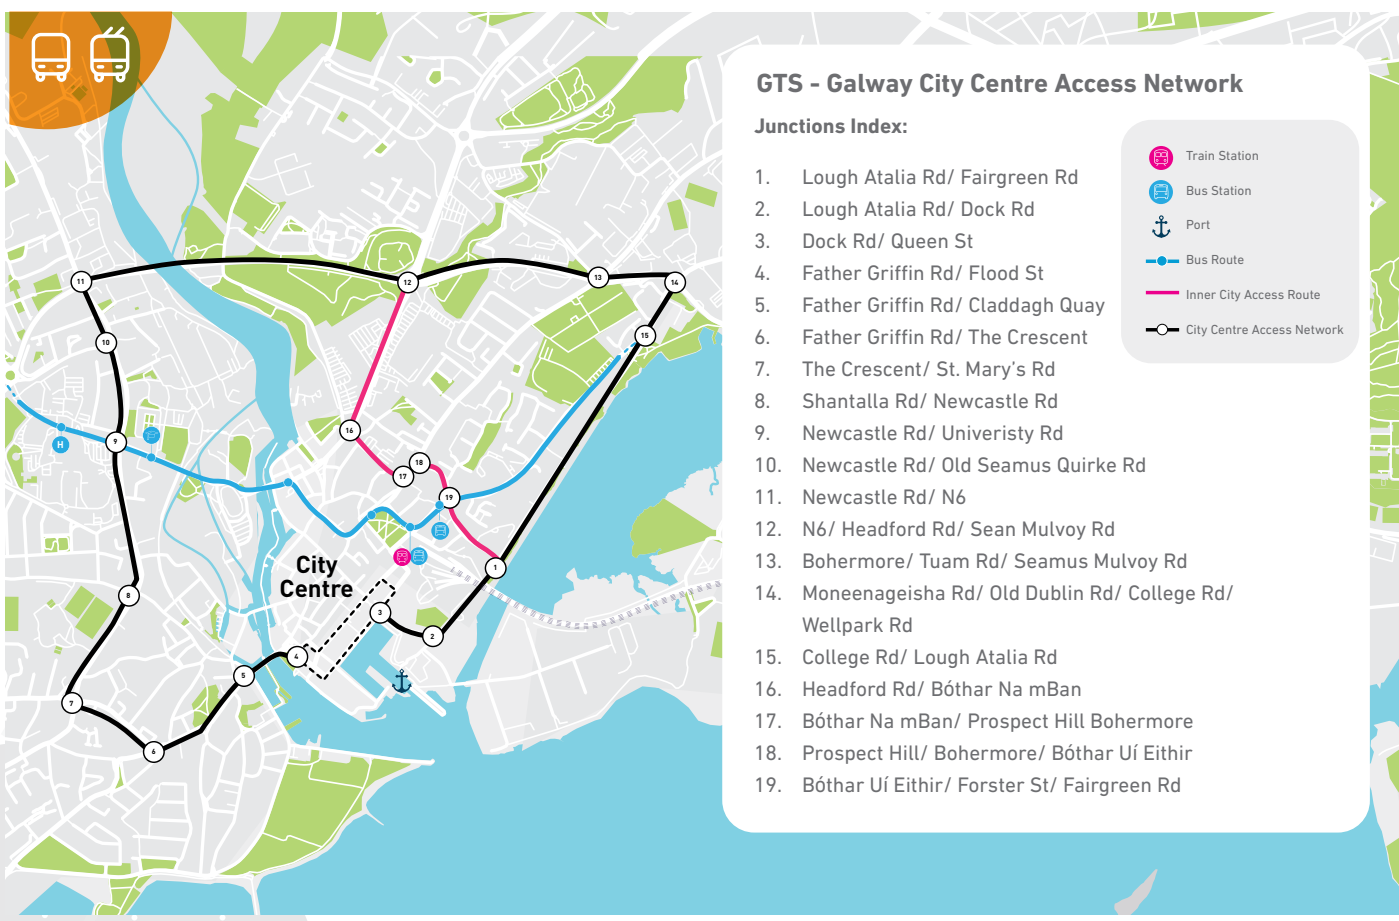 GTS - Galway City Centre Access Network
Junctions Index:
1. Lough Atalia Rd/ Fairgreen Rd
2. Lough Atalia Rd/ Dock Rd
3. Dock Rd/ Queen St
4. Father Griffin Rd/ Flood St
5. Father Griffin Rd/ Claddagh Quay
6. Father Griffin Rd/ The Crescent
7. The Crescent/ St. Mary's Rd
8. Shantalla Rd/ Newcastle Rd
9. Newcastle Rd/ Univeristy Rd
10. Newcastle Rd/ Old Seamus Quirke Rd
11. Newcastle Rd/ N6
12. N6/ Headford Rd/ Sean Mulvoy Rd
13. Bohermore/ Tuam Rd/ Seamus Mulvoy Rd
14. Moneenageisha Rd/ Old Dublin Rd/ College Rd/
Wellpark Rd
15. College Rd/ Lough Atalia Rd
16. Headford Rd/ Bóthar Na mBan
17. Bóthar Na mBan/ Prospect Hill Bohermore
18. Prospect Hill/ Bohermore/ Bóthar Uí Eithir
19. Bóthar Uí Eithir/ Forster St/ Fairgreen Rd
Train Station
Bus Station
Port
Bus Route
Inner City Access Route
City Centre Access Network
11
12
13
14
10
15
16
9
H
18
17
19
City
Centre
1
8
3
2
4
5
7
6